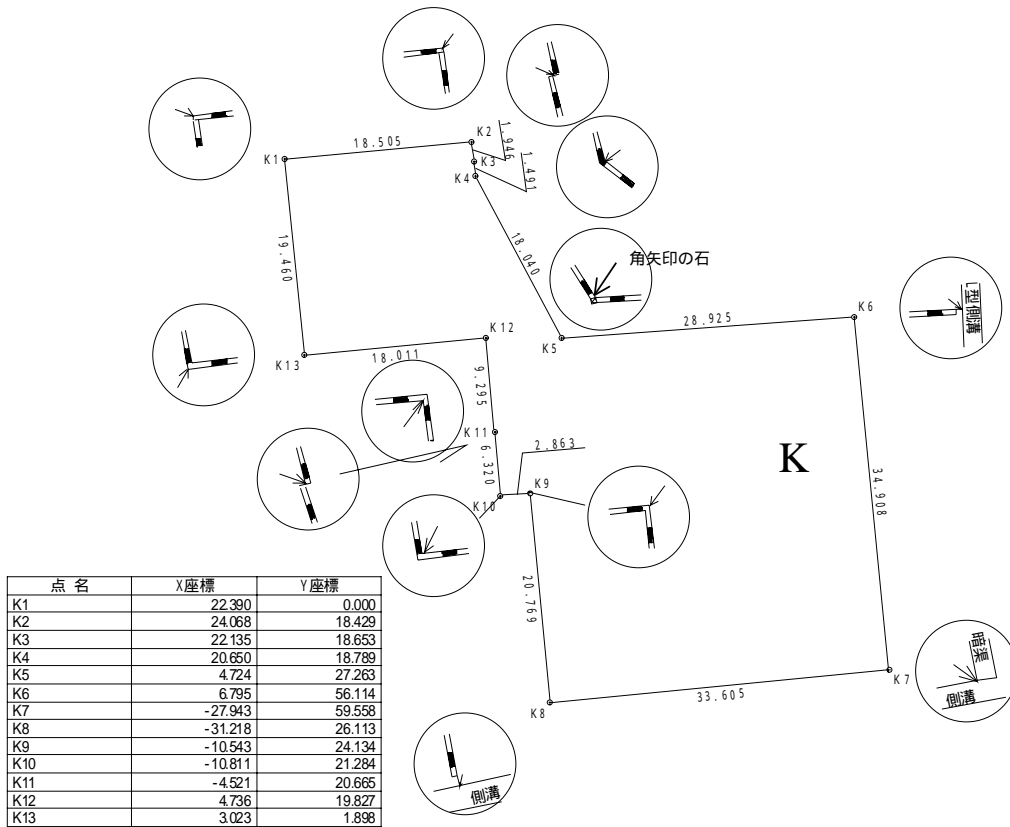 K1
18.505
K2
1.946
K3
1.491
K4
19.460
18.040
角矢印の石
K5
28.925
K6
L型側溝
K12
K13
18.011
9.295
K11
6.320
2.863
K9
K10
K
34.908
20.769
K7
暗渠
側溝
33.605
K8
側溝
点 名 X座標 Y座標
K1 22.390 0.000
K2 24.068 18.429
K3 22.135 18.653
K4 20.650 18.789
K5 4.724 27.263
K6 6.795 56.114
K7 -27.943 59.558
K8 -31.218 26.113
K9 -10.543 24.134
K10 -10.811 21.284
K11 -4.521 20.665
K12 4.736 19.827
K13 3.023 1.898